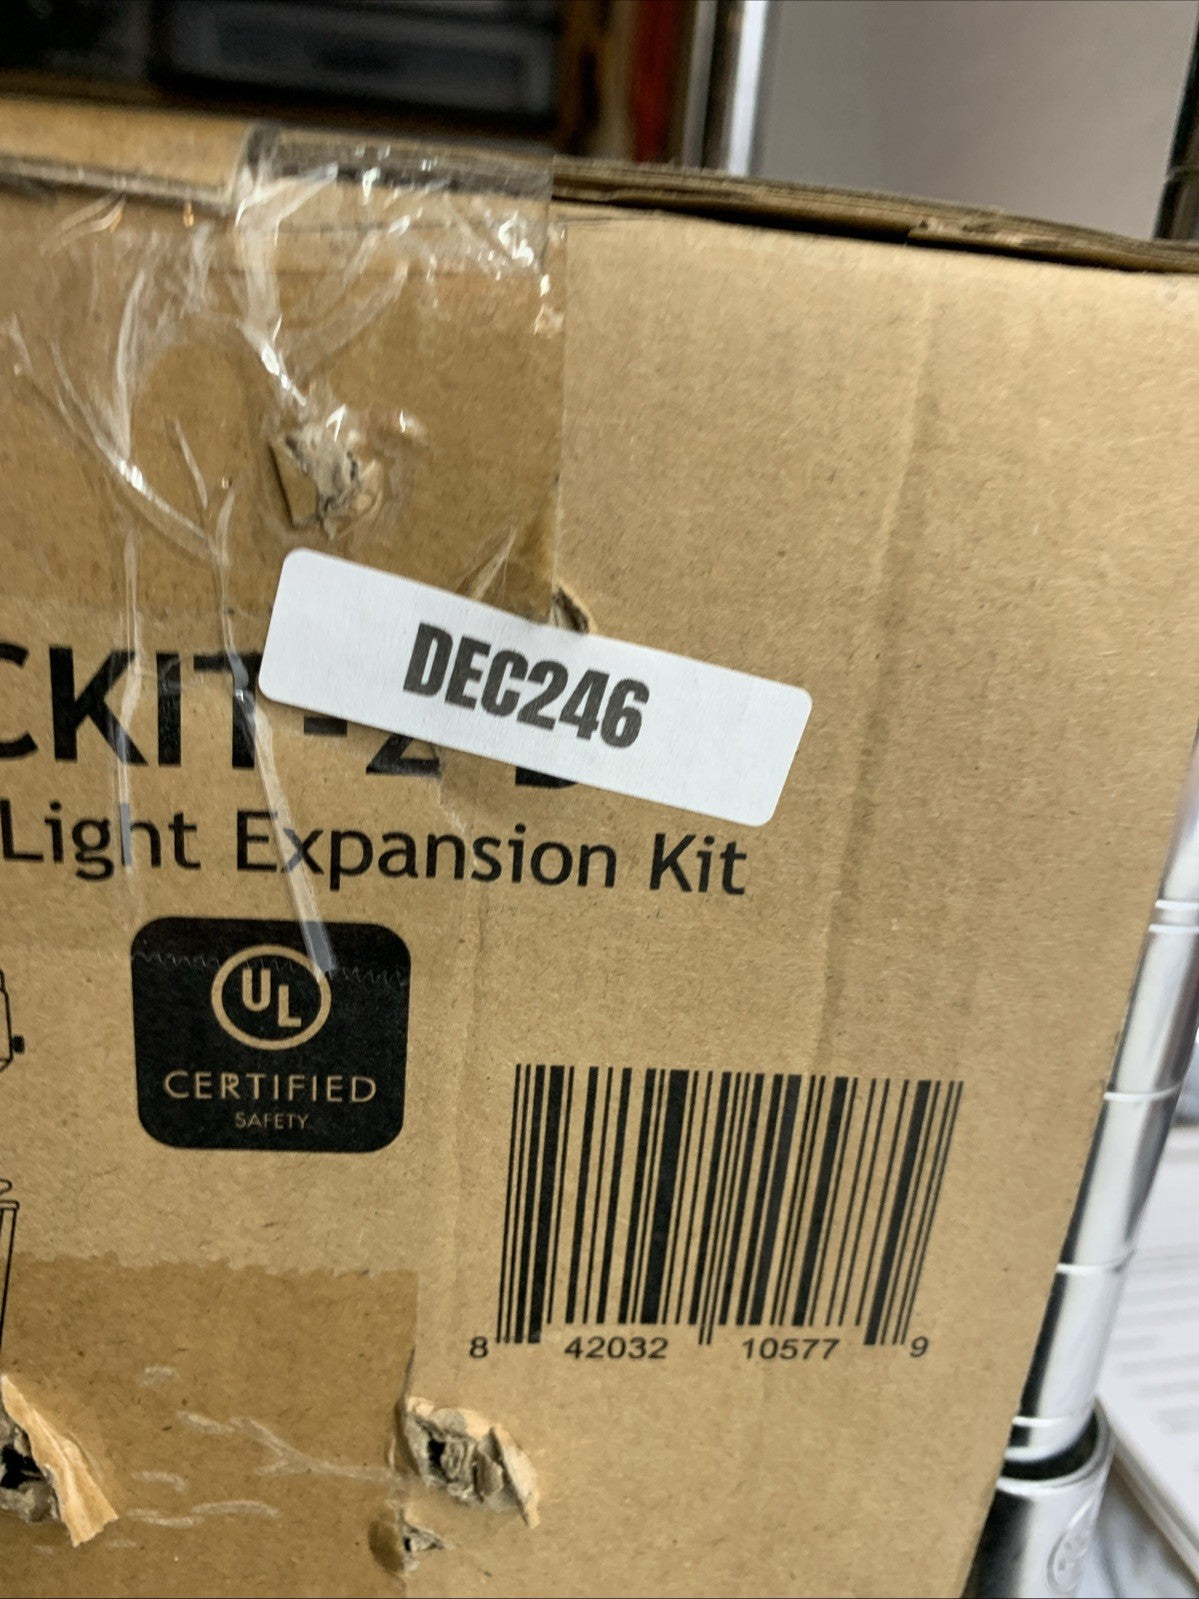 DEC246
CKIT-2
Light Expansion Kit
UL
CERTIFIED
SAFETY
8 42032 10577 9